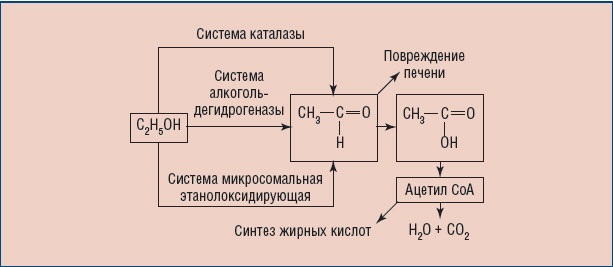 Система каталазы
Повреждение
печени
Система
алкоголь-
дегидрогеназы
C₂H₅OH
CH₃—C=O
H
CH₃—C=O
OH
Система микросомальная
этанолоксидирующая
Ацетил CoA
Синтез жирных кислот
H₂O + CO₂